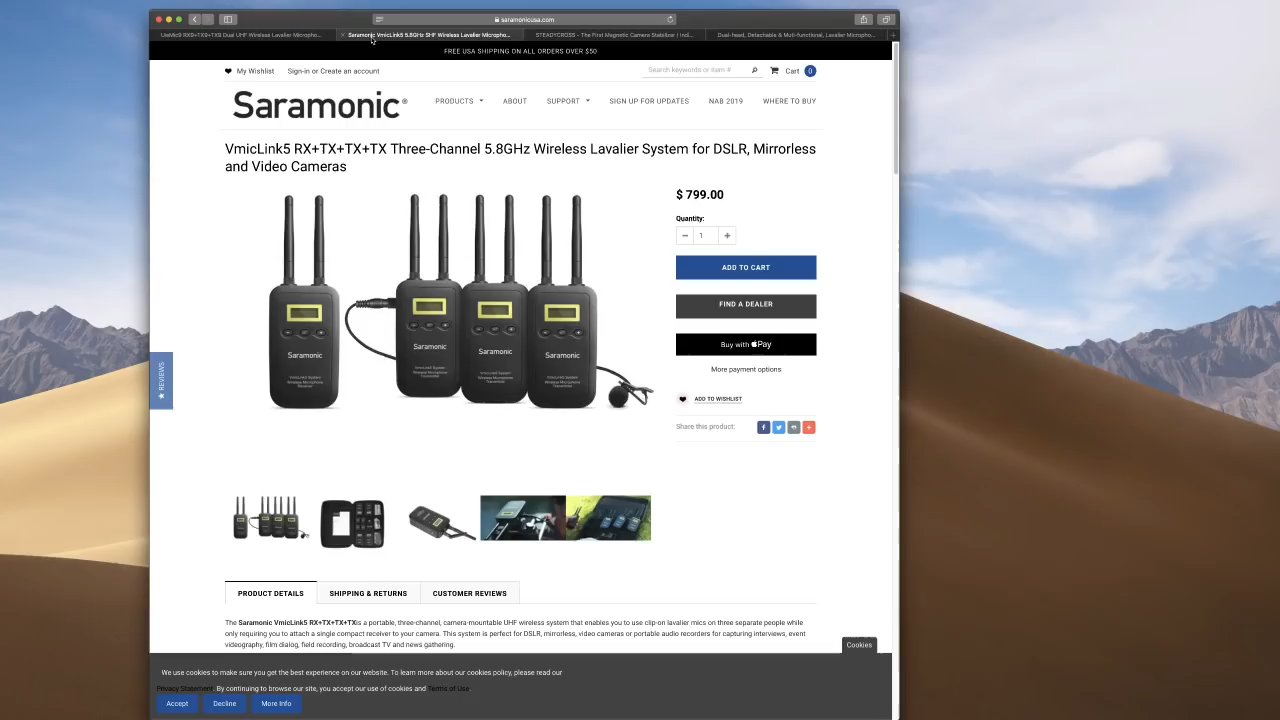 saramonicusa.com
UwMic9 RX9+TX9+TX9 Dual UHF Wireless Lavalier Micropho...
Saramonic VmicLink5 5.8GHz SHF Wireless Lavalier Micropho...
STEADYCROSS - The First Magnetic Camera Stabilizer | Indi...
Dual-head, Detachable & Multi-functional, Lavalier Micropho...
FREE USA SHIPPING ON ALL ORDERS OVER $50
My Wishlist
Sign-in or Create an account
Search keywords or item #
Cart 0
Saramonic®
PRODUCTS
ABOUT
SUPPORT
SIGN UP FOR UPDATES
NAB 2019
WHERE TO BUY
VmicLink5 RX+TX+TX+TX Three-Channel 5.8GHz Wireless Lavalier System for DSLR, Mirrorless
and Video Cameras
$ 799.00
Quantity:
− 1 +
ADD TO CART
FIND A DEALER
Buy with Pay
More payment options
ADD TO WISHLIST
Share this product:
Saramonic
Saramonic
Saramonic
Saramonic
★ REVIEWS
PRODUCT DETAILS
SHIPPING & RETURNS
CUSTOMER REVIEWS
The Saramonic VmicLink5 RX+TX+TX+TXis a portable, three-channel, camera-mountable UHF wireless system that enables you to use clip-on lavalier mics on three separate people while
only requiring you to attach a single compact receiver to your camera. This system is perfect for DSLR, mirrorless, video cameras or portable audio recorders for capturing interviews, event
videography, film dialog, field recording, broadcast TV and news gathering.
Cookies
We use cookies to make sure you get the best experience on our website. To learn more about our cookies policy, please read our
Privacy Statement. By continuing to browse our site, you accept our use of cookies and Terms of Use.
Accept
Decline
More Info